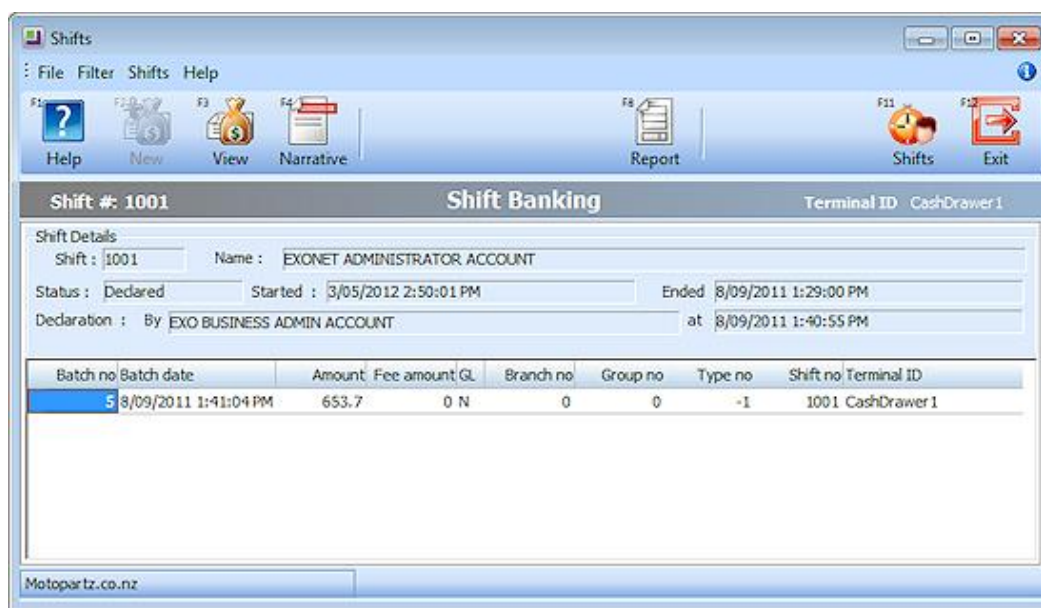 Shifts
File Filter Shifts Help
F1 F2 F3 F4 F8 F11 F12
Help New View Narrative Report Shifts Exit
Shift #: 1001 Shift Banking Terminal ID CashDrawer1
Shift Details
Shift : 1001 Name : EXONET ADMINISTRATOR ACCOUNT
Status : Declared Started : 3/05/2012 2:50:01 PM Ended 8/09/2011 1:29:00 PM
Declaration : By EXO BUSINESS ADMIN ACCOUNT at 8/09/2011 1:40:55 PM
Batch no Batch date Amount Fee amount GL Branch no Group no Type no Shift no Terminal ID
5 8/09/2011 1:41:04 PM 653.7 0 N 0 0 -1 1001 CashDrawer1
Motopartz.co.nz